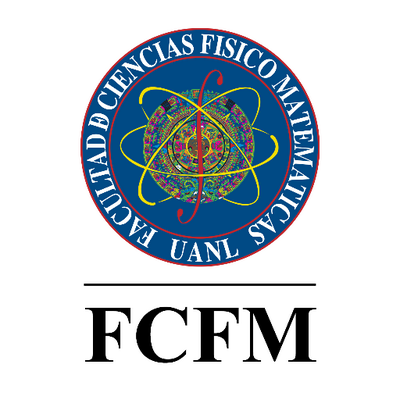 FACULTAD DE CIENCIAS FISICO MATEMATICAS
UANL
FCFM